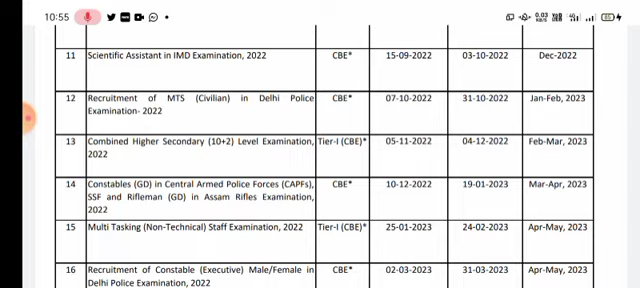 10:55 0.03 KB/S 4G 85
11 Scientific Assistant in IMD Examination, 2022 CBE* 15-09-2022 03-10-2022 Dec-2022
12 Recruitment of MTS (Civilian) in Delhi Police CBE* 07-10-2022 31-10-2022 Jan-Feb, 2023
Examination- 2022
13 Combined Higher Secondary (10+2) Level Examination, Tier-I (CBE)* 05-11-2022 04-12-2022 Feb-Mar, 2023
2022
14 Constables (GD) in Central Armed Police Forces (CAPFs), CBE* 10-12-2022 19-01-2023 Mar-Apr, 2023
SSF and Rifleman (GD) in Assam Rifles Examination,
2022
15 Multi Tasking (Non-Technical) Staff Examination, 2022 Tier-I (CBE)* 25-01-2023 24-02-2023 Apr-May, 2023
16 Recruitment of Constable (Executive) Male/Female in CBE* 02-03-2023 31-03-2023 Apr-May, 2023
Delhi Police Examination, 2022